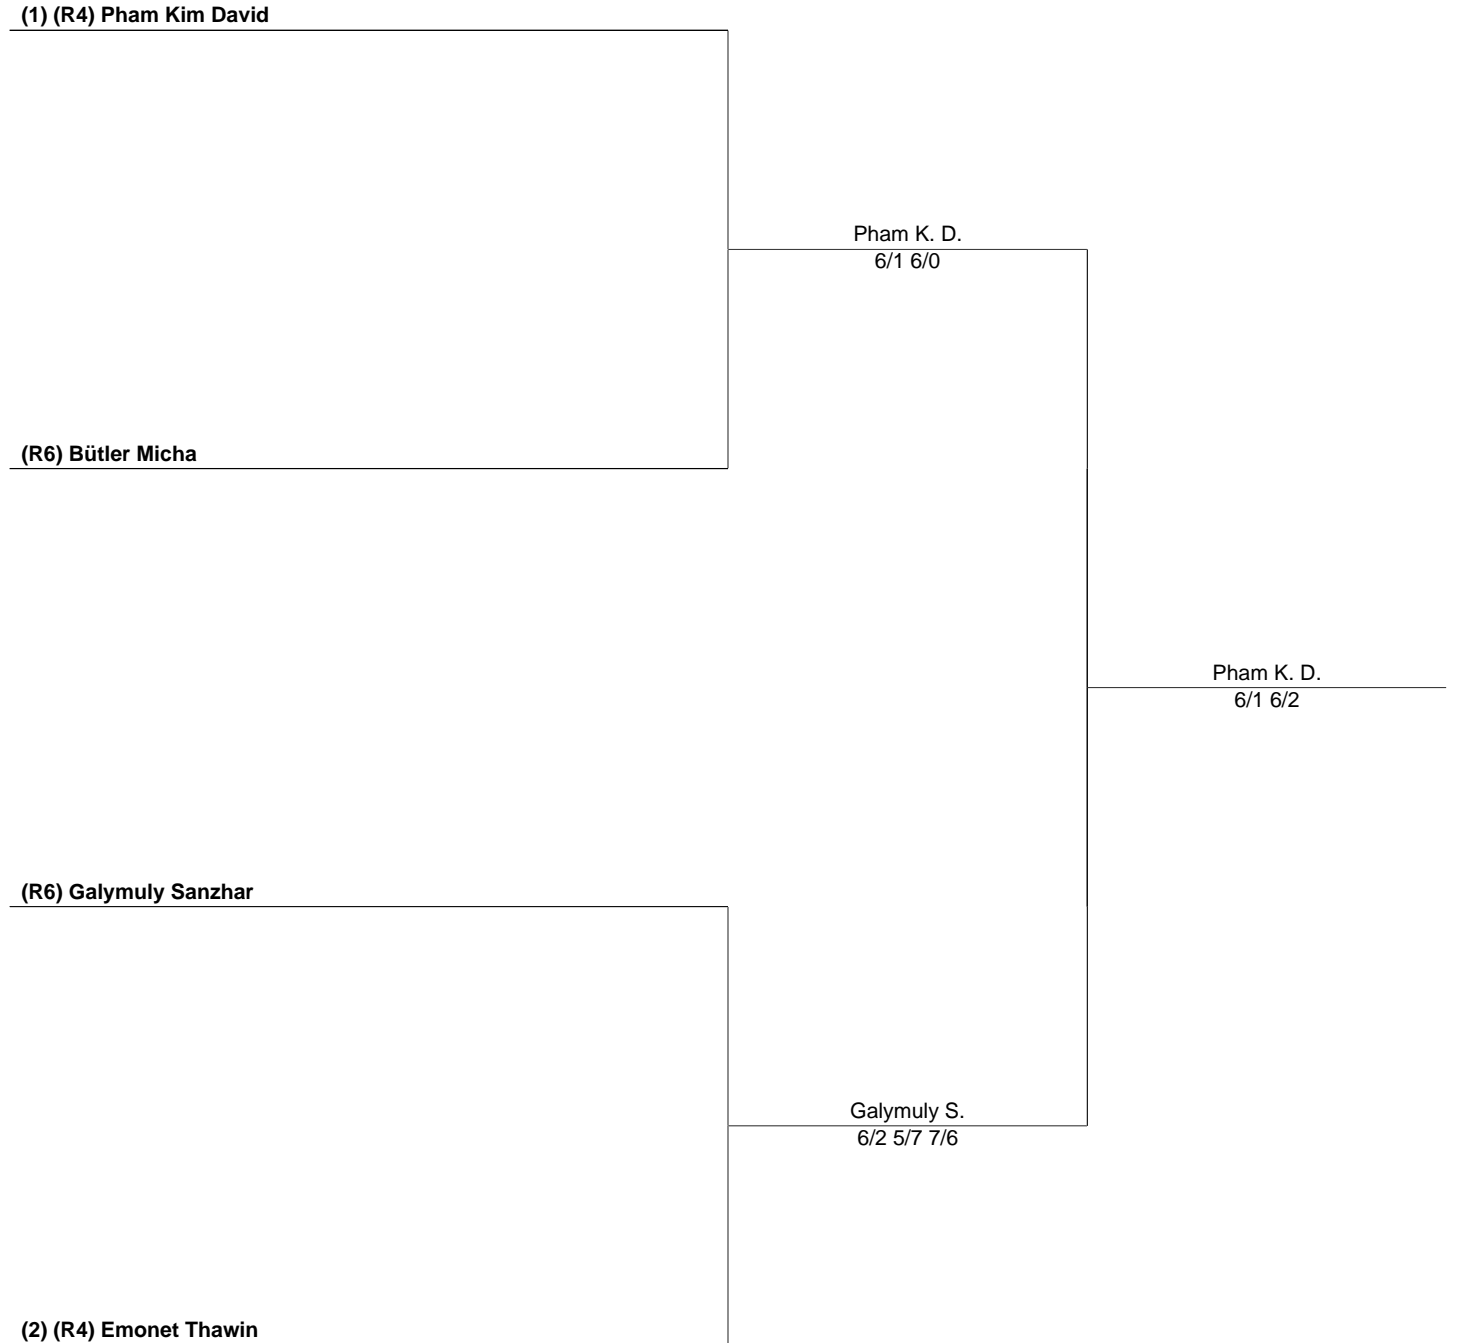 (1) (R4) Pham Kim David
Pham K. D.
6/1 6/0
(R6) Bütler Micha
Pham K. D.
6/1 6/2
(R6) Galymuly Sanzhar
Galymuly S.
6/2 5/7 7/6
(2) (R4) Emonet Thawin